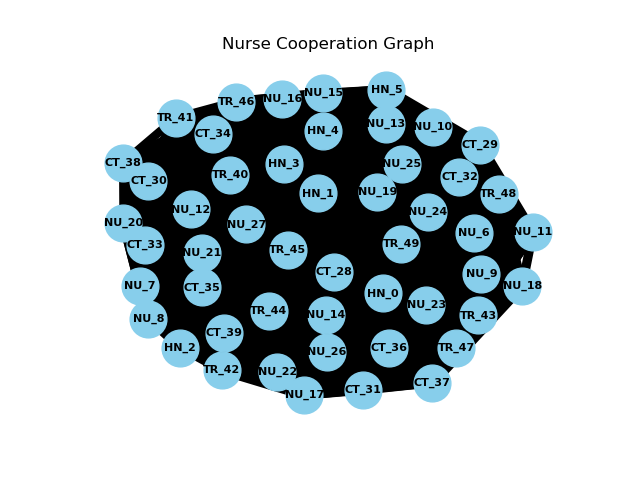 Nurse Cooperation Graph
HN_5
NU_15
NU_16
TR_46
TR_41
NU_13
NU_10
HN_4
CT_34
CT_29
CT_38
HN_3
NU_25
TR_40
CT_32
CT_30
HN_1
NU_19
TR_48
NU_12
NU_24
NU_20
NU_27
NU_11
NU_6
CT_33
TR_49
TR_45
NU_21
CT_28
NU_9
NU_7
CT_35
NU_18
HN_0
NU_23
TR_44
NU_14
TR_43
NU_8
CT_39
HN_2
CT_36
TR_47
NU_26
TR_42
NU_22
CT_37
CT_31
NU_17